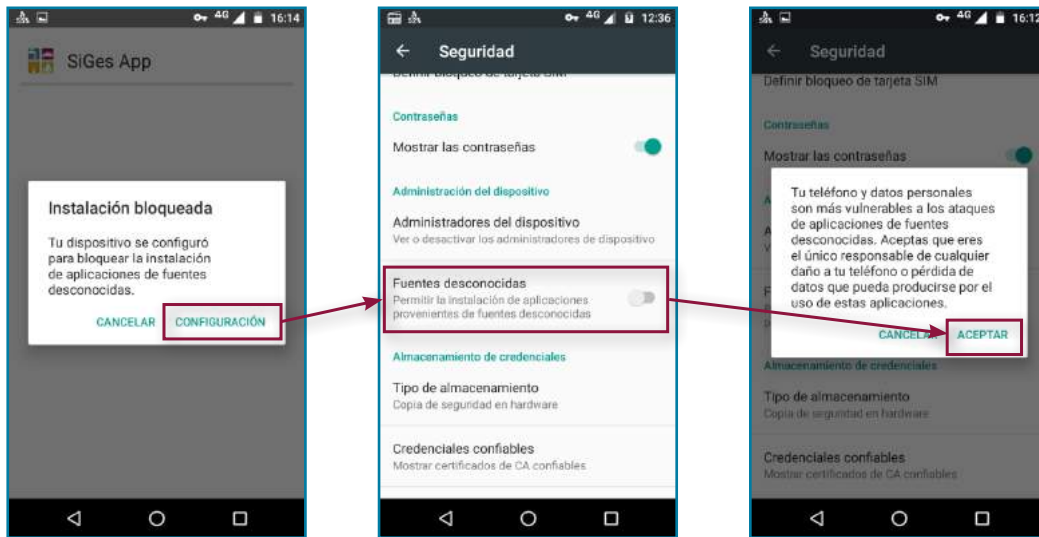 4G 16:14
SiGes App
Instalación bloqueada
Tu dispositivo se configuró
para bloquear la instalación
de aplicaciones de fuentes
desconocidas.
CANCELAR CONFIGURACIÓN
4G 12:36
Seguridad
Definir bloqueo de tarjeta SIM
Contraseñas
Mostrar las contraseñas
Administración del dispositivo
Administradores del dispositivo
Ver o desactivar los administradores de dispositivo
Fuentes desconocidas
Permitir la instalación de aplicaciones
provenientes de fuentes desconocidas
Almacenamiento de credenciales
Tipo de almacenamiento
Copia de seguridad en hardware
Credenciales confiables
Mostrar certificados de CA confiables
4G 16:12
Seguridad
Definir bloqueo de tarjeta SIM
Contraseñas
Mostrar las contraseñas
Tu teléfono y datos personales
son más vulnerables a los ataques
de aplicaciones de fuentes
desconocidas. Aceptas que eres
el único responsable de cualquier
daño a tu teléfono o pérdida de
datos que pueda producirse por el
uso de estas aplicaciones.
CANCELAR ACEPTAR
Almacenamiento de credenciales
Tipo de almacenamiento
Copia de seguridad en hardware
Credenciales confiables
Mostrar certificados de CA confiables